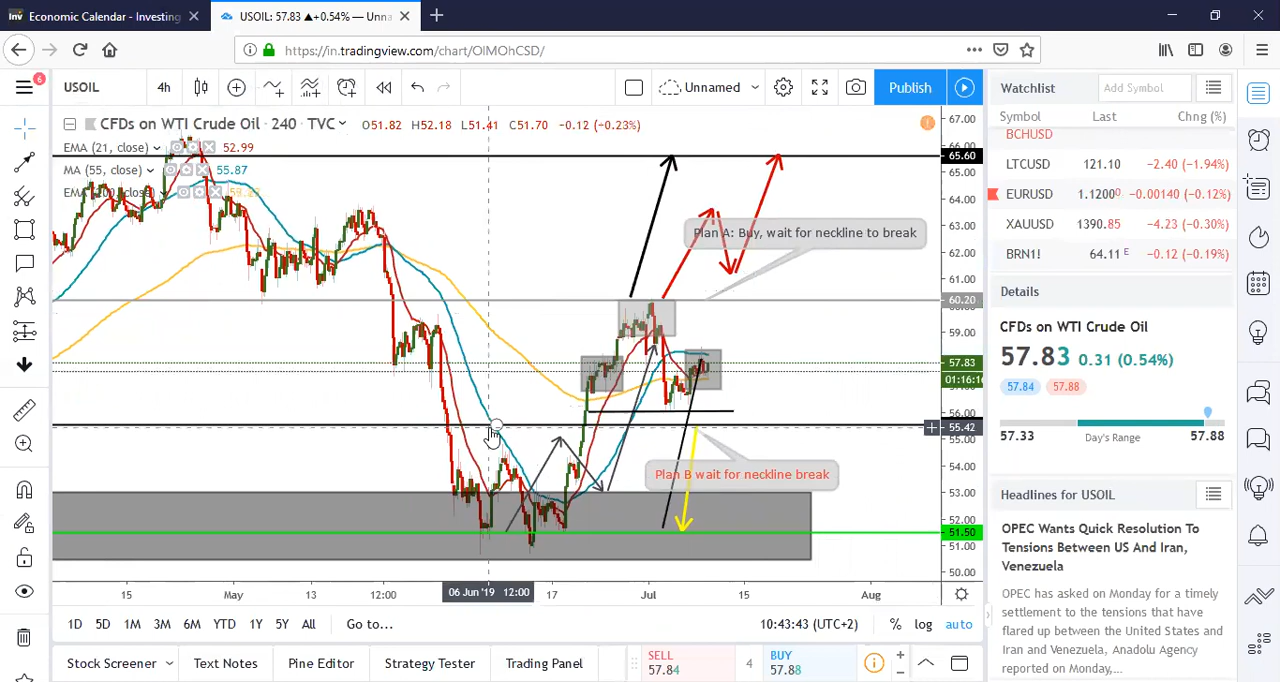 Economic Calendar - Investing
USOIL: 57.83 ▲+0.54% — Unna
https://in.tradingview.com/chart/OIMOhCSD/
6
USOIL
4h
Unnamed
Publish
CFDs on WTI Crude Oil · 240 · TVC
O51.82 H52.18 L51.41 C51.70 -0.12 (-0.23%)
EMA (21, close) 52.99
MA (55, close) 55.87
EMA (200, close)
Plan A: Buy, wait for neckline to break
Plan B wait for neckline break
67.00
65.60
65.00
64.00
63.00
62.00
61.00
60.20
59.00
57.83
01:16:16
56.00
55.42
55.00
54.00
53.00
52.00
51.50
51.00
50.00
15
May
13
12:00
06 Jun '19 12:00
17
Jul
15
Aug
1D 5D 1M 3M 6M YTD 1Y 5Y All Go to...
10:43:43 (UTC+2) % log auto
Stock Screener Text Notes Pine Editor Strategy Tester Trading Panel
SELL
57.84
4
BUY
57.88
Watchlist
Add Symbol
Symbol Last Chng (%)
BCHUSD
LTCUSD 121.10 -2.40 (-1.94%)
EURUSD 1.12000 -0.00140 (-0.12%)
XAUUSD 1390.85 -4.23 (-0.30%)
BRN1! 64.11 E -0.12 (-0.19%)
Details
CFDs on WTI Crude Oil
57.83 0.31 (0.54%)
57.84 57.88
57.33 Day's Range 57.88
Headlines for USOIL
OPEC Wants Quick Resolution To
Tensions Between US And Iran,
Venezuela
OPEC has asked on Monday for a timely
settlement to the tensions that have
flared up between the United States and
Iran and Venezuela, Anadolu Agency
reported on Monday,...